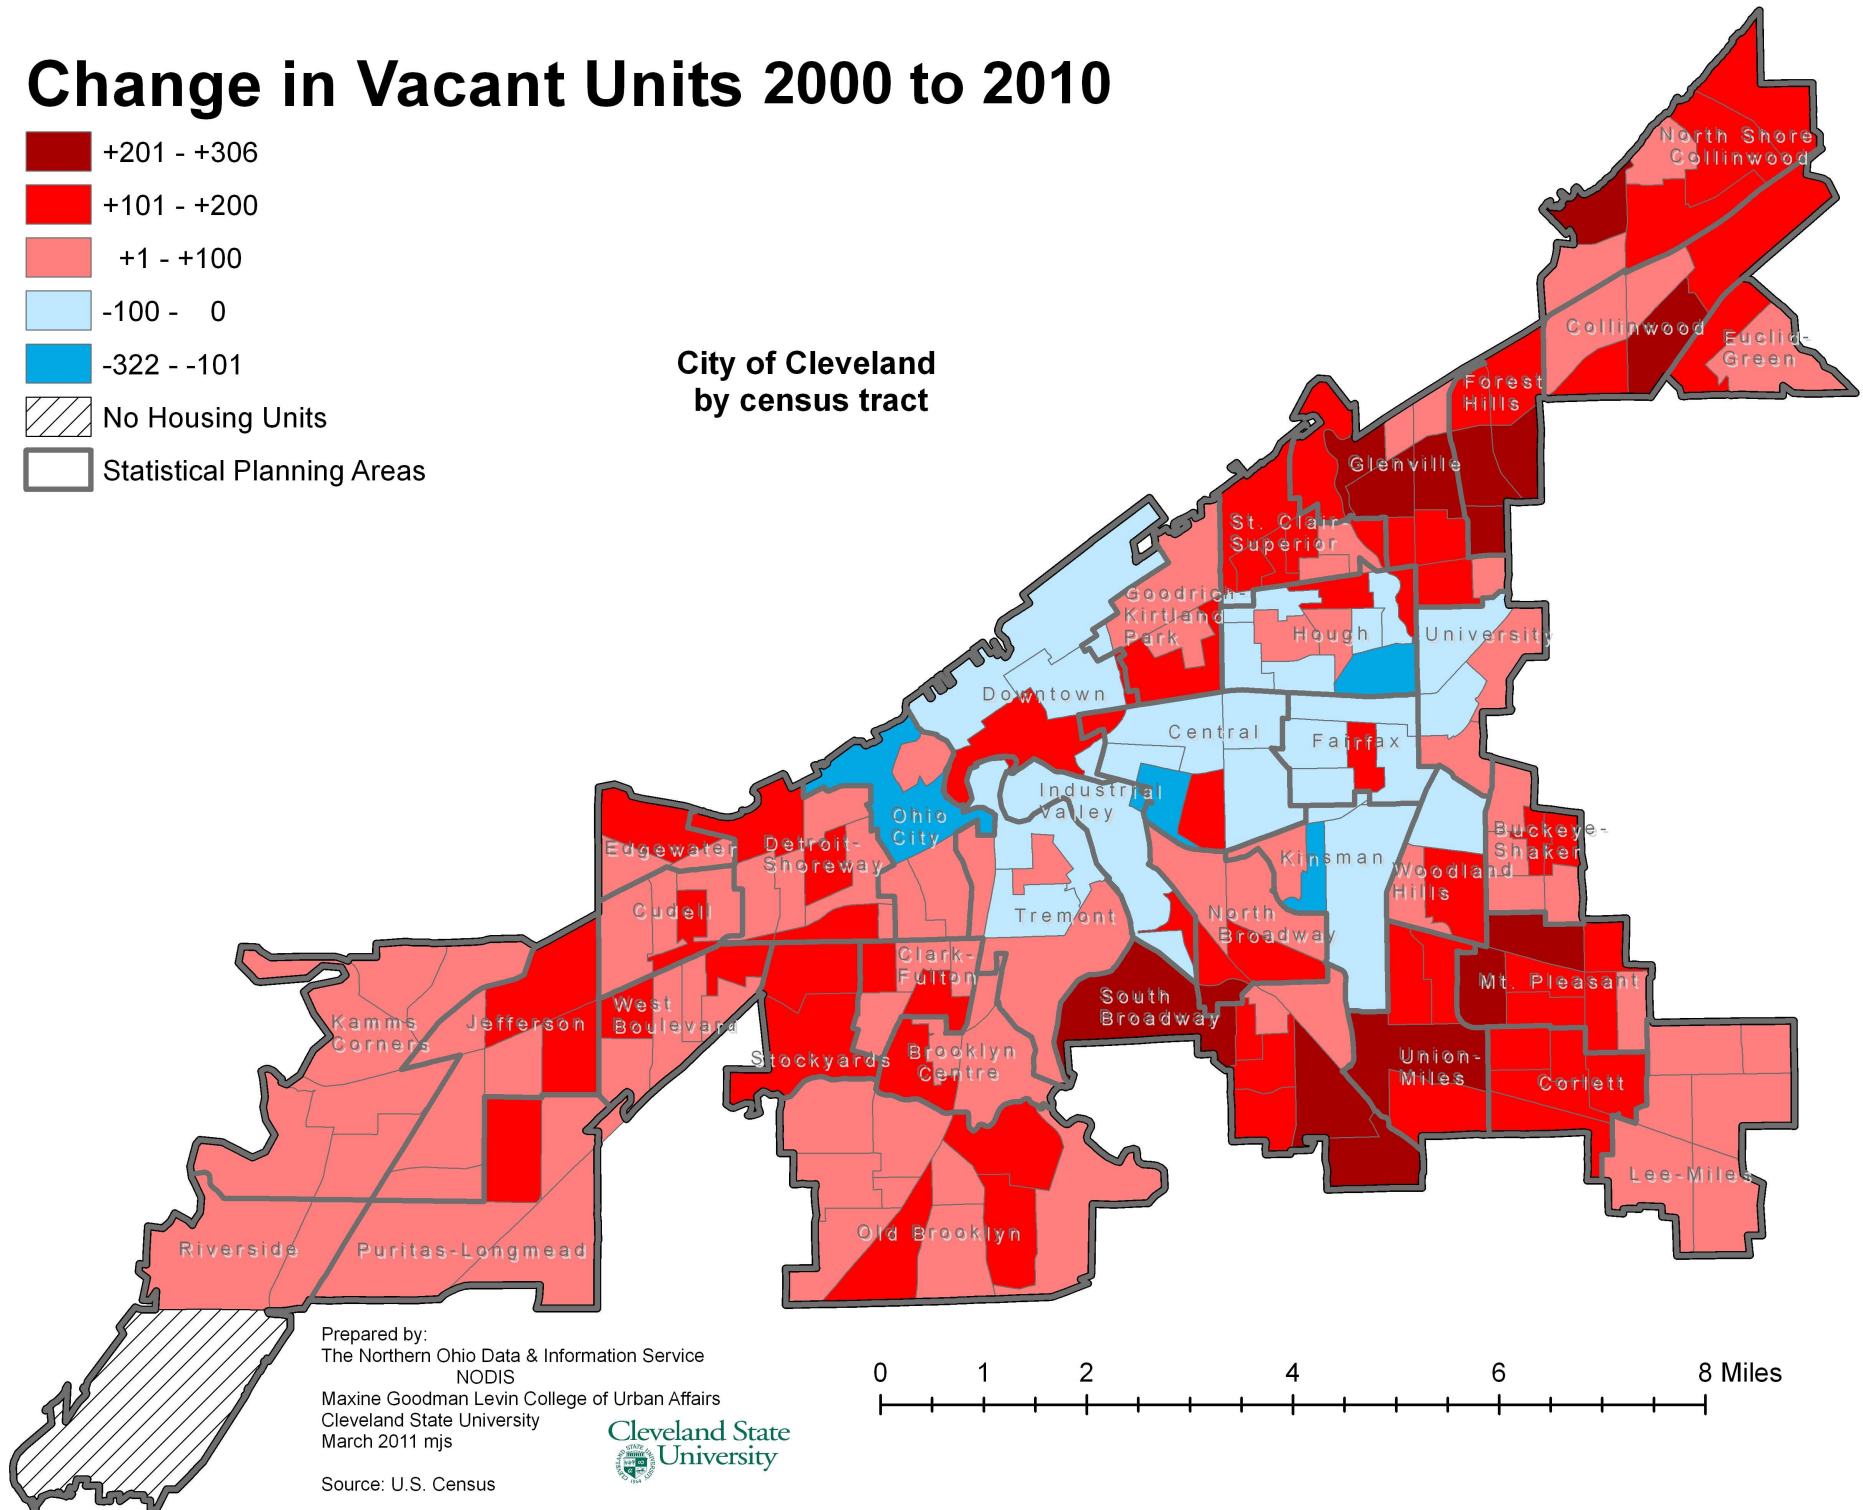 Change in Vacant Units 2000 to 2010
+201 - +306
+101 - +200
+1 - +100
-100 - 0
-322 - -101
No Housing Units
Statistical Planning Areas
City of Cleveland
by census tract
North Shore
Collinwood
Collinwood
Euclid-
Green
Forest
Hills
Glenville
St. Clair-
Superior
Goodrich-
Kirtland
Park
Hough
University
Downtown
Central
Fairfax
Industrial
Valley
Ohio
City
Edgewater
Detroit-
Shoreway
Buckeye-
Shaker
Kinsman
Woodland
Hills
Cudell
Tremont
North
Broadway
Clark-
Fulton
Mt. Pleasant
South
Broadway
West
Boulevard
Kamms
Corners
Jefferson
Stockyards
Brooklyn
Centre
Union-
Miles
Corlett
Lee-Miles
Old Brooklyn
Riverside
Puritas-Longmead
Prepared by:
The Northern Ohio Data & Information Service
NODIS
Maxine Goodman Levin College of Urban Affairs
Cleveland State University
March 2011 mjs
Source: U.S. Census
Cleveland State
University
0 1 2 4 6 8 Miles